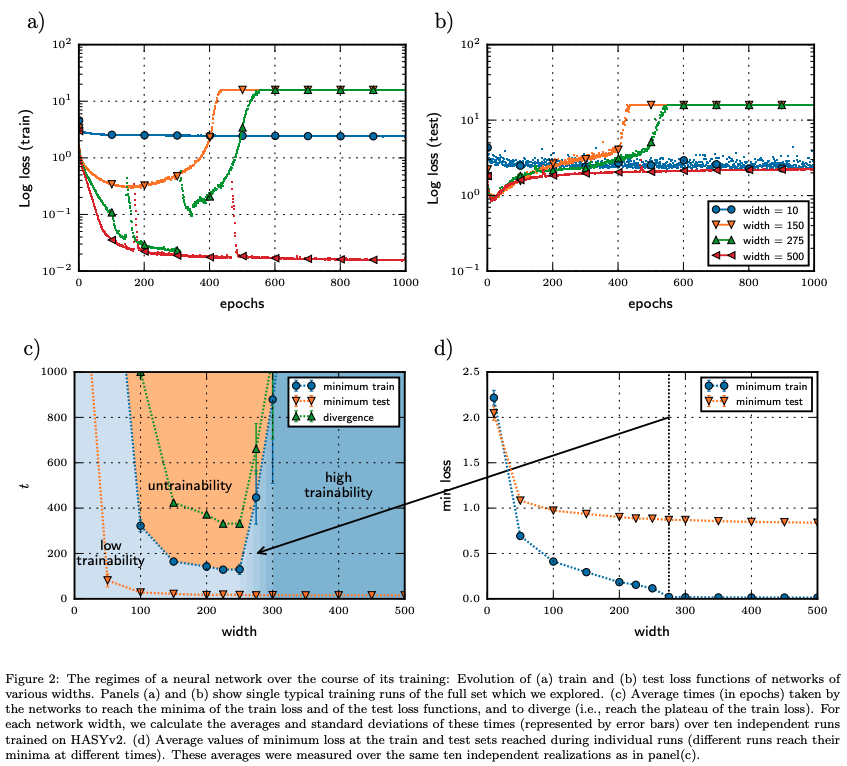 a)
10²
10¹
10⁰
10⁻¹
10⁻²
0 200 400 600 800 1000
epochs
Log loss (train)
b)
10²
10¹
10⁰
10⁻¹
0 200 400 600 800 1000
epochs
Log loss (test)
width = 10
width = 150
width = 275
width = 500
c)
1000
800
600
400
200
0
0 100 200 300 400 500
width
t
minimum train
minimum test
divergence
untrainability
high
trainability
low
trainability
d)
2.5
2.0
1.5
1.0
0.5
0.0
0 100 200 300 400 500
width
min loss
minimum train
minimum test
Figure 2: The regimes of a neural network over the course of its training: Evolution of (a) train and (b) test loss functions of networks of
various widths. Panels (a) and (b) show single typical training runs of the full set which we explored. (c) Average times (in epochs) taken by
the networks to reach the minima of the train loss and of the test loss functions, and to diverge (i.e., reach the plateau of the train loss). For
each network width, we calculate the averages and standard deviations of these times (represented by error bars) over ten independent runs
trained on HASYv2. (d) Average values of minimum loss at the train and test sets reached during individual runs (different runs reach their
minima at different times). These averages were measured over the same ten independent realizations as in panel(c).